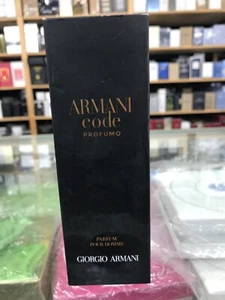 ARMANI
code
PROFUMO
PARFUM
POUR HOMME
GIORGIO ARMANI